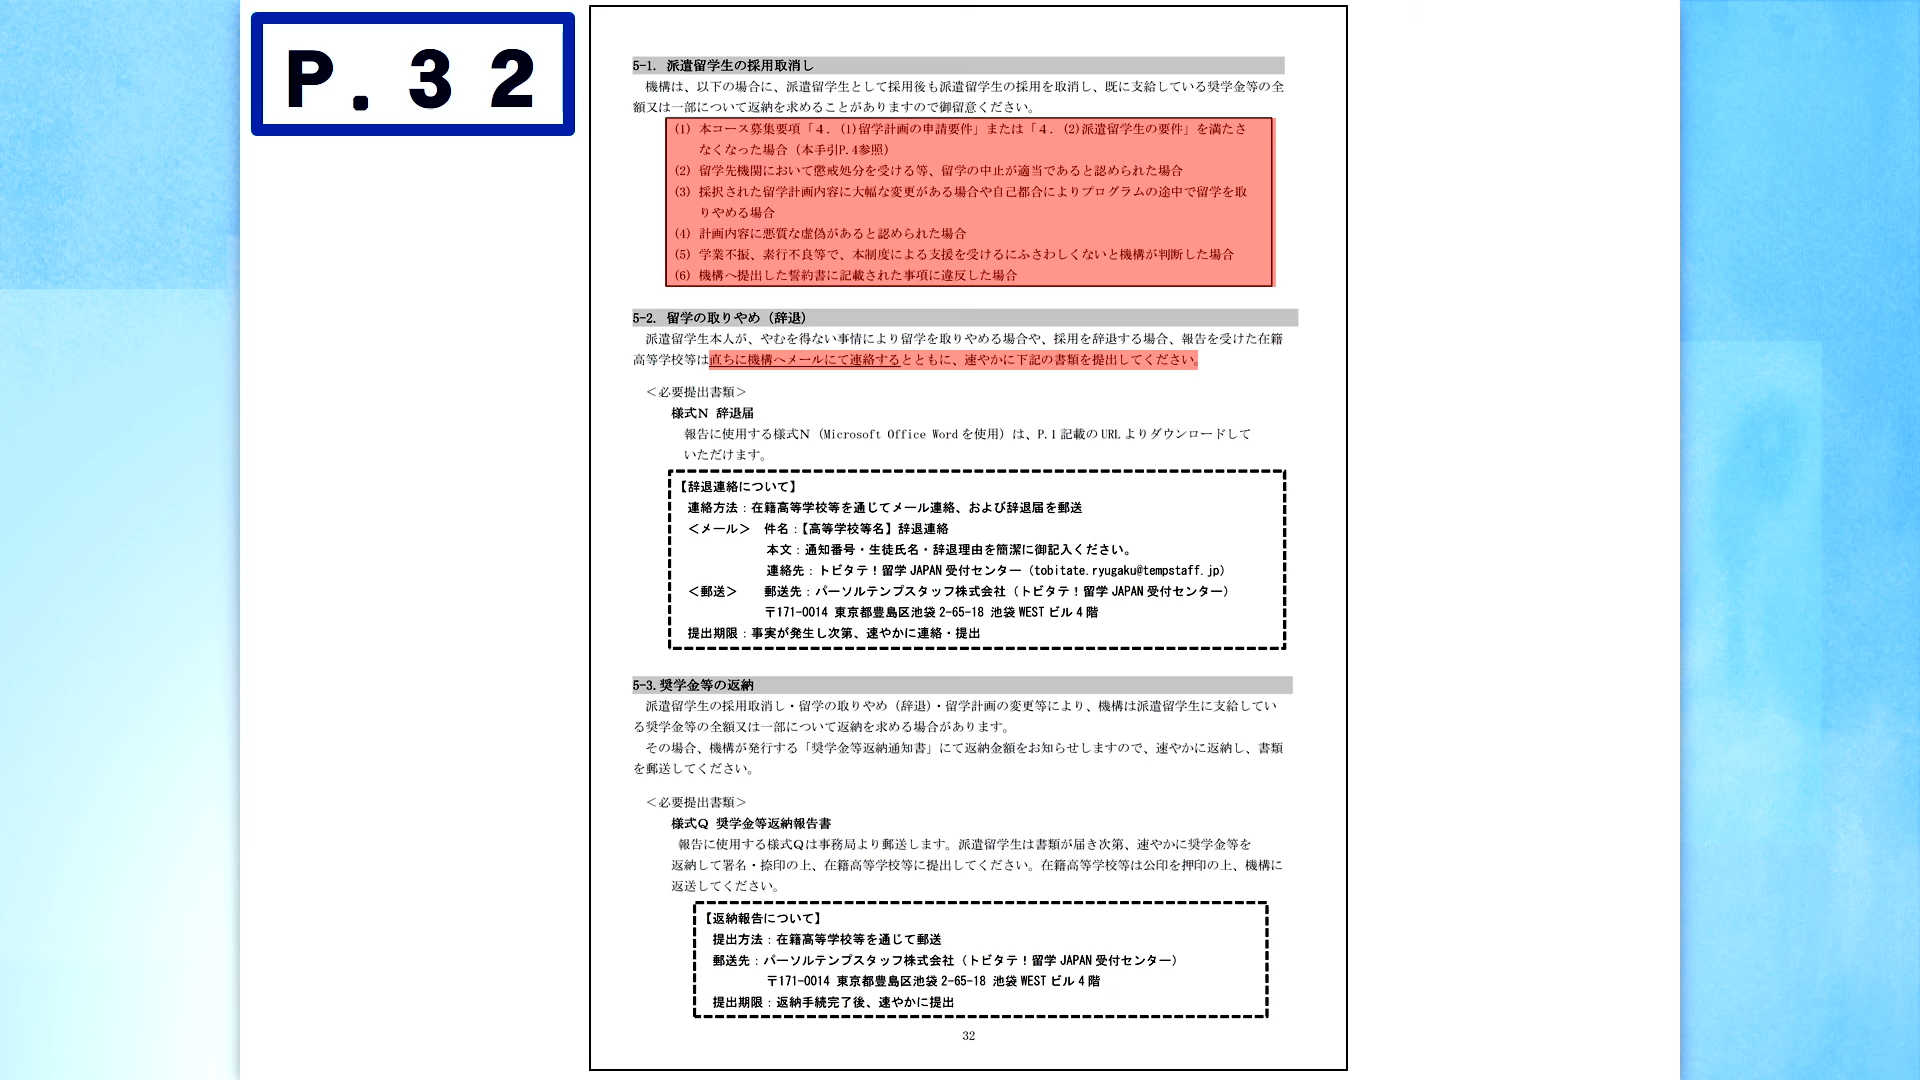 P.32
5-1. 派遣留学生の採用取消し
機構は、以下の場合に、派遣留学生として採用後も派遣留学生の採用を取消し、既に支給している奨学金等の全
額又は一部について返納を求めることがありますので御留意ください。
(1) 本コース募集要項「４．(1)留学計画の申請要件」または「４．(2)派遣留学生の要件」を満たさ
なくなった場合（本手引P.4参照）
(2) 留学先機関において懲戒処分を受ける等、留学の中止が適当であると認められた場合
(3) 採択された留学計画内容に大幅な変更がある場合や自己都合によりプログラムの途中で留学を取
りやめる場合
(4) 計画内容に悪質な虚偽があると認められた場合
(5) 学業不振、素行不良等で、本制度による支援を受けるにふさわしくないと機構が判断した場合
(6) 機構へ提出した誓約書に記載された事項に違反した場合
5-2. 留学の取りやめ（辞退）
派遣留学生本人が、やむを得ない事情により留学を取りやめる場合や、採用を辞退する場合、報告を受けた在籍
高等学校等は直ちに機構へメールにて連絡するとともに、速やかに下記の書類を提出してください。
＜必要提出書類＞
様式Ｎ 辞退届
報告に使用する様式Ｎ（Microsoft Office Wordを使用）は、P.1記載のURLよりダウンロードして
いただけます。
【辞退連絡について】
連絡方法：在籍高等学校等を通じてメール連絡、および辞退届を郵送
＜メール＞ 件名：【高等学校等名】辞退連絡
本文：通知番号・生徒氏名・辞退理由を簡潔に御記入ください。
連絡先：トビタテ！留学JAPAN受付センター（tobitate.ryugaku@tempstaff.jp）
＜郵送＞ 郵送先：パーソルテンプスタッフ株式会社（トビタテ！留学JAPAN受付センター）
〒171-0014 東京都豊島区池袋2-65-18 池袋WESTビル4階
提出期限：事実が発生し次第、速やかに連絡・提出
5-3. 奨学金等の返納
派遣留学生の採用取消し・留学の取りやめ（辞退）・留学計画の変更等により、機構は派遣留学生に支給してい
る奨学金等の全額又は一部について返納を求める場合があります。
その場合、機構が発行する「奨学金等返納通知書」にて返納金額をお知らせしますので、速やかに返納し、書類
を郵送してください。
＜必要提出書類＞
様式Ｑ 奨学金等返納報告書
報告に使用する様式Ｑは事務局より郵送します。派遣留学生は書類が届き次第、速やかに奨学金等を
返納して署名・捺印の上、在籍高等学校等に提出してください。在籍高等学校等は公印を押印の上、機構に
返送してください。
【返納報告について】
提出方法：在籍高等学校等を通じて郵送
郵送先：パーソルテンプスタッフ株式会社（トビタテ！留学JAPAN受付センター）
〒171-0014 東京都豊島区池袋2-65-18 池袋WESTビル4階
提出期限：返納手続完了後、速やかに提出
32